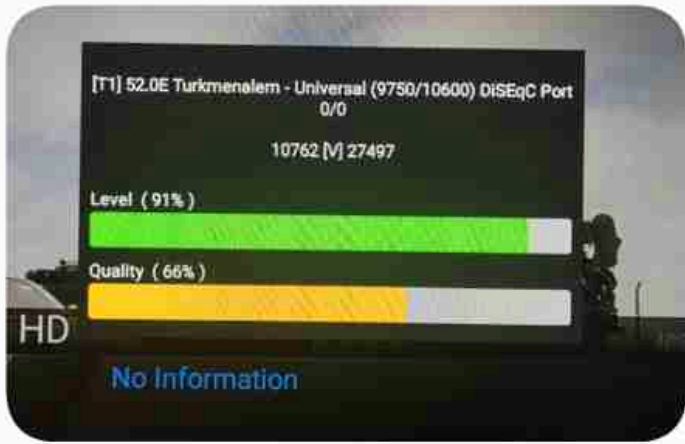 [T1] 52.0E Turkmenalem - Universal (9750/10600) DiSEqC Port
0/0
10762 [V] 27497
Level ( 91% )
Quality ( 66% )
HD
No Information